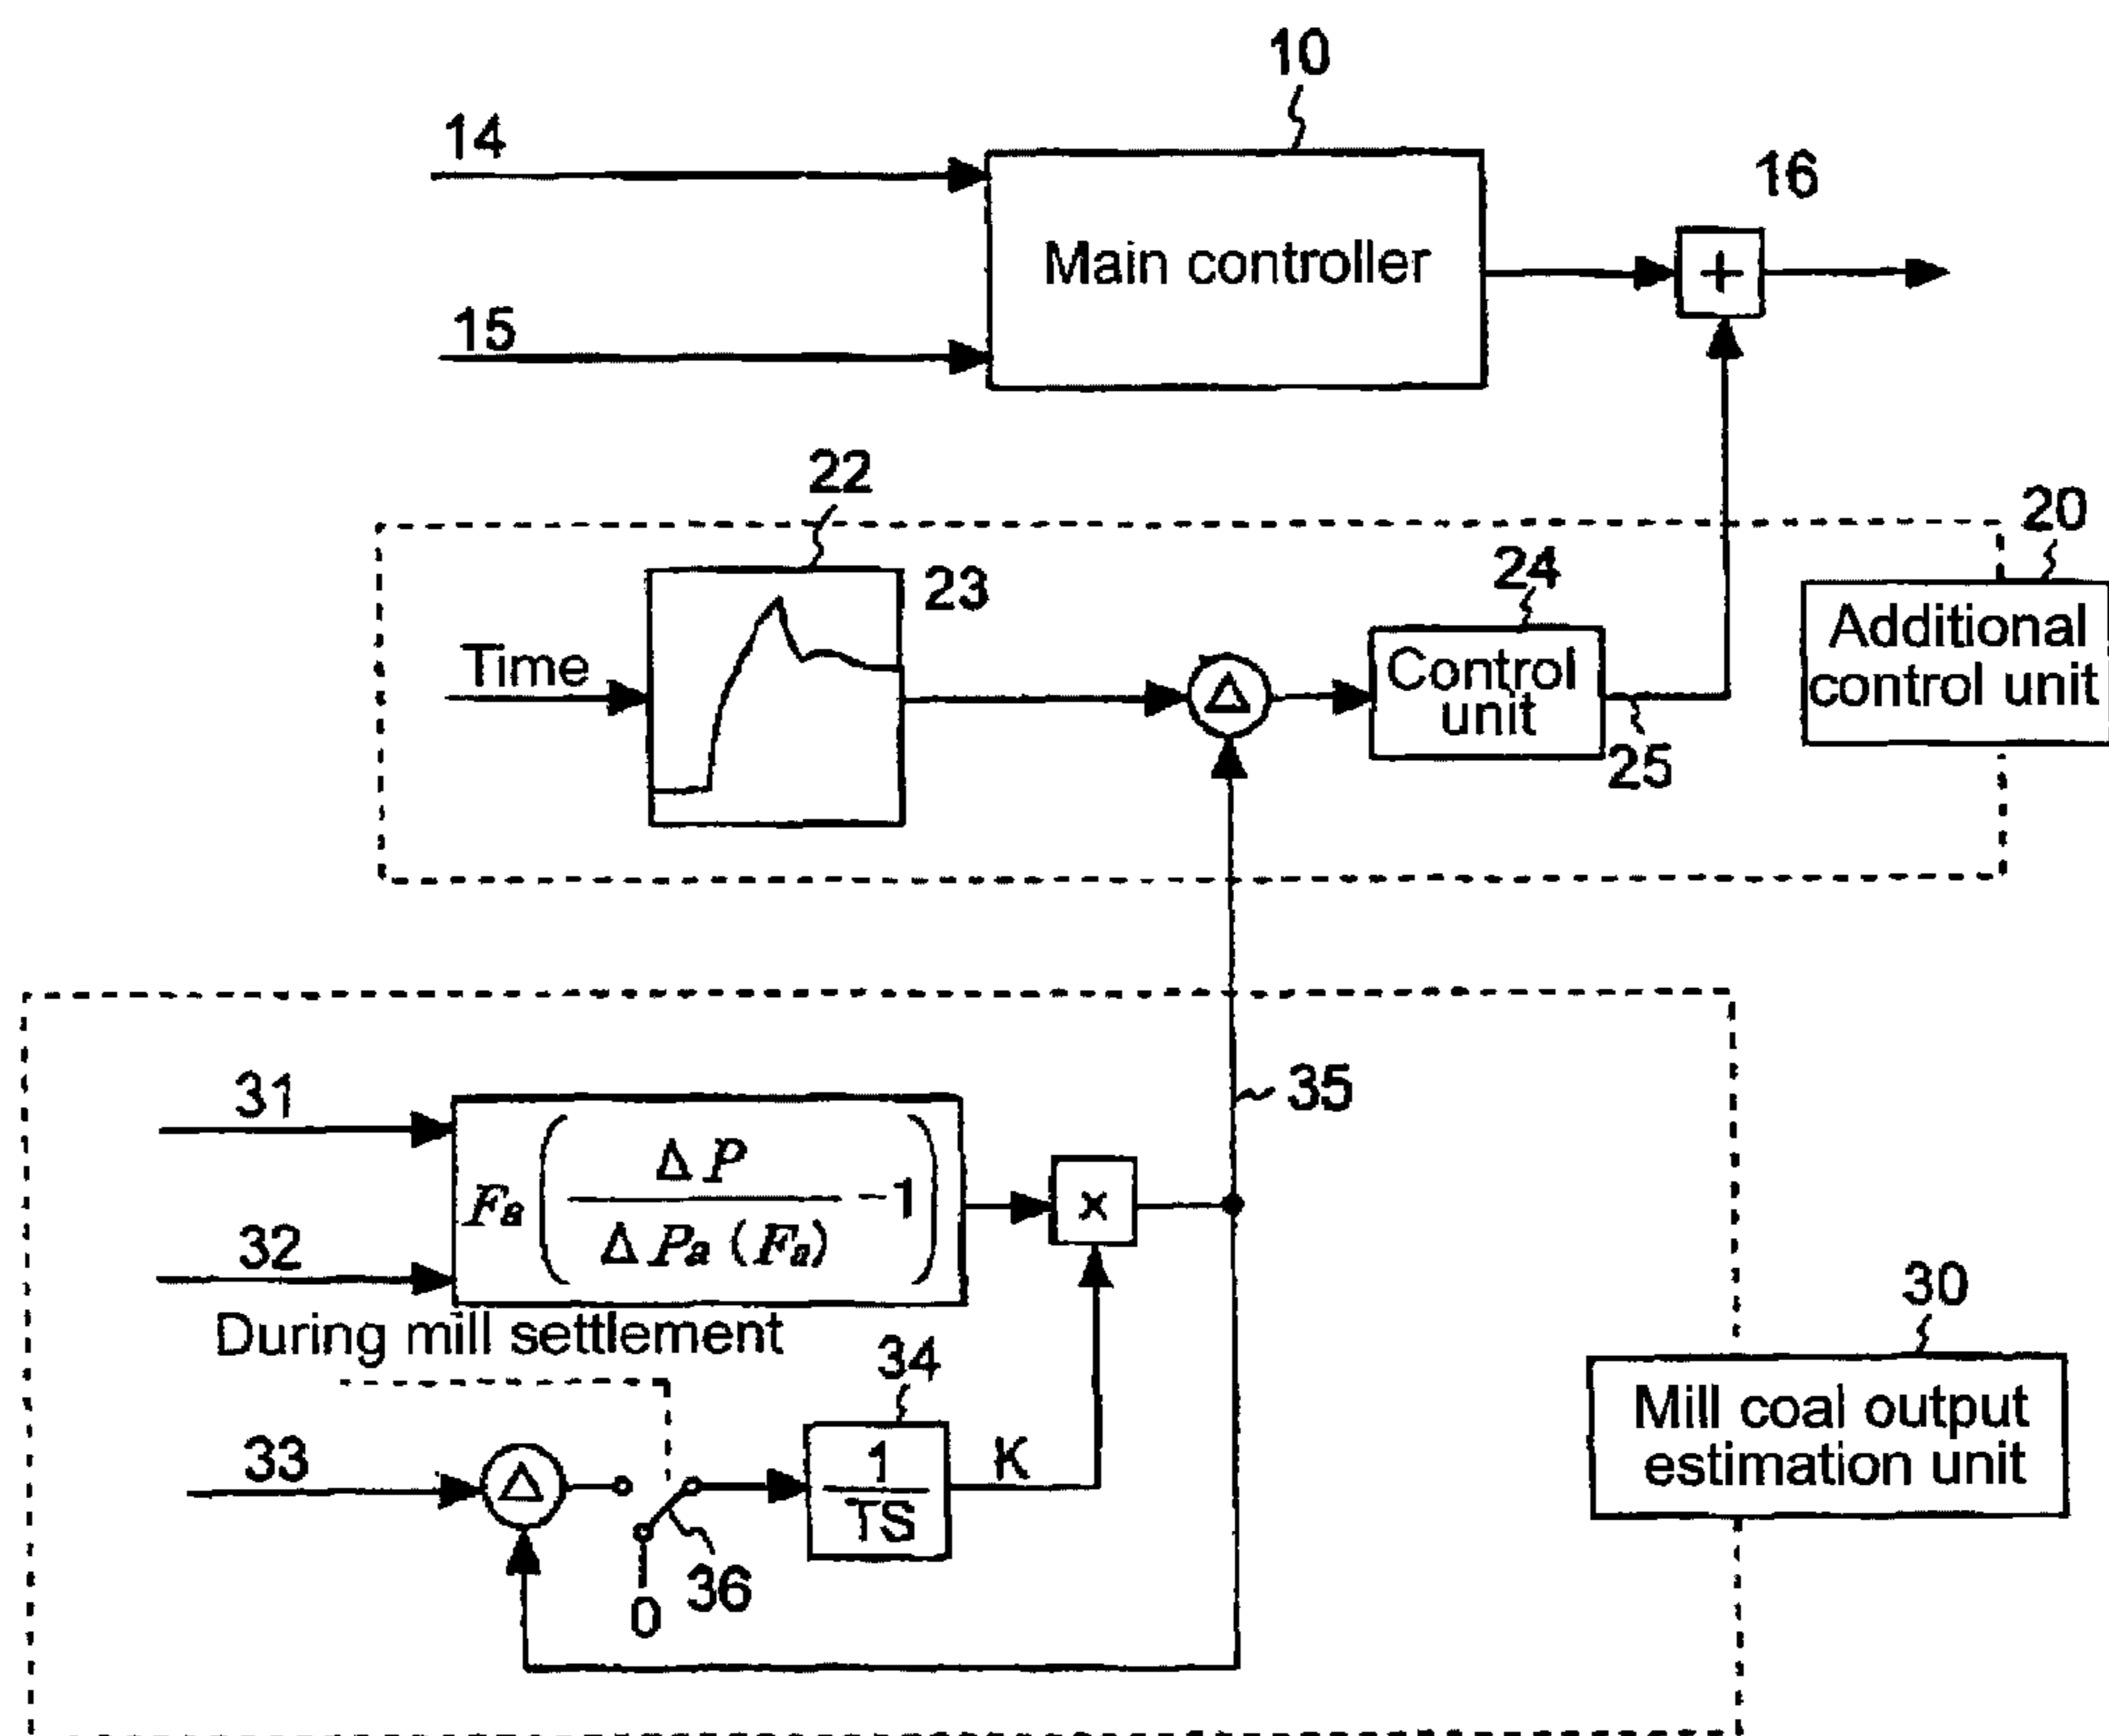 10
14
Main controller
16
+
15
22
20
23
24
Time
Δ
Control
unit
Additional
control unit
25
31
35
Fa ( ΔP / ΔPa (Fa) −1 )
×
32
During mill settlement
30
34
Mill coal output
estimation unit
33
Δ
1
TS
K
36
0